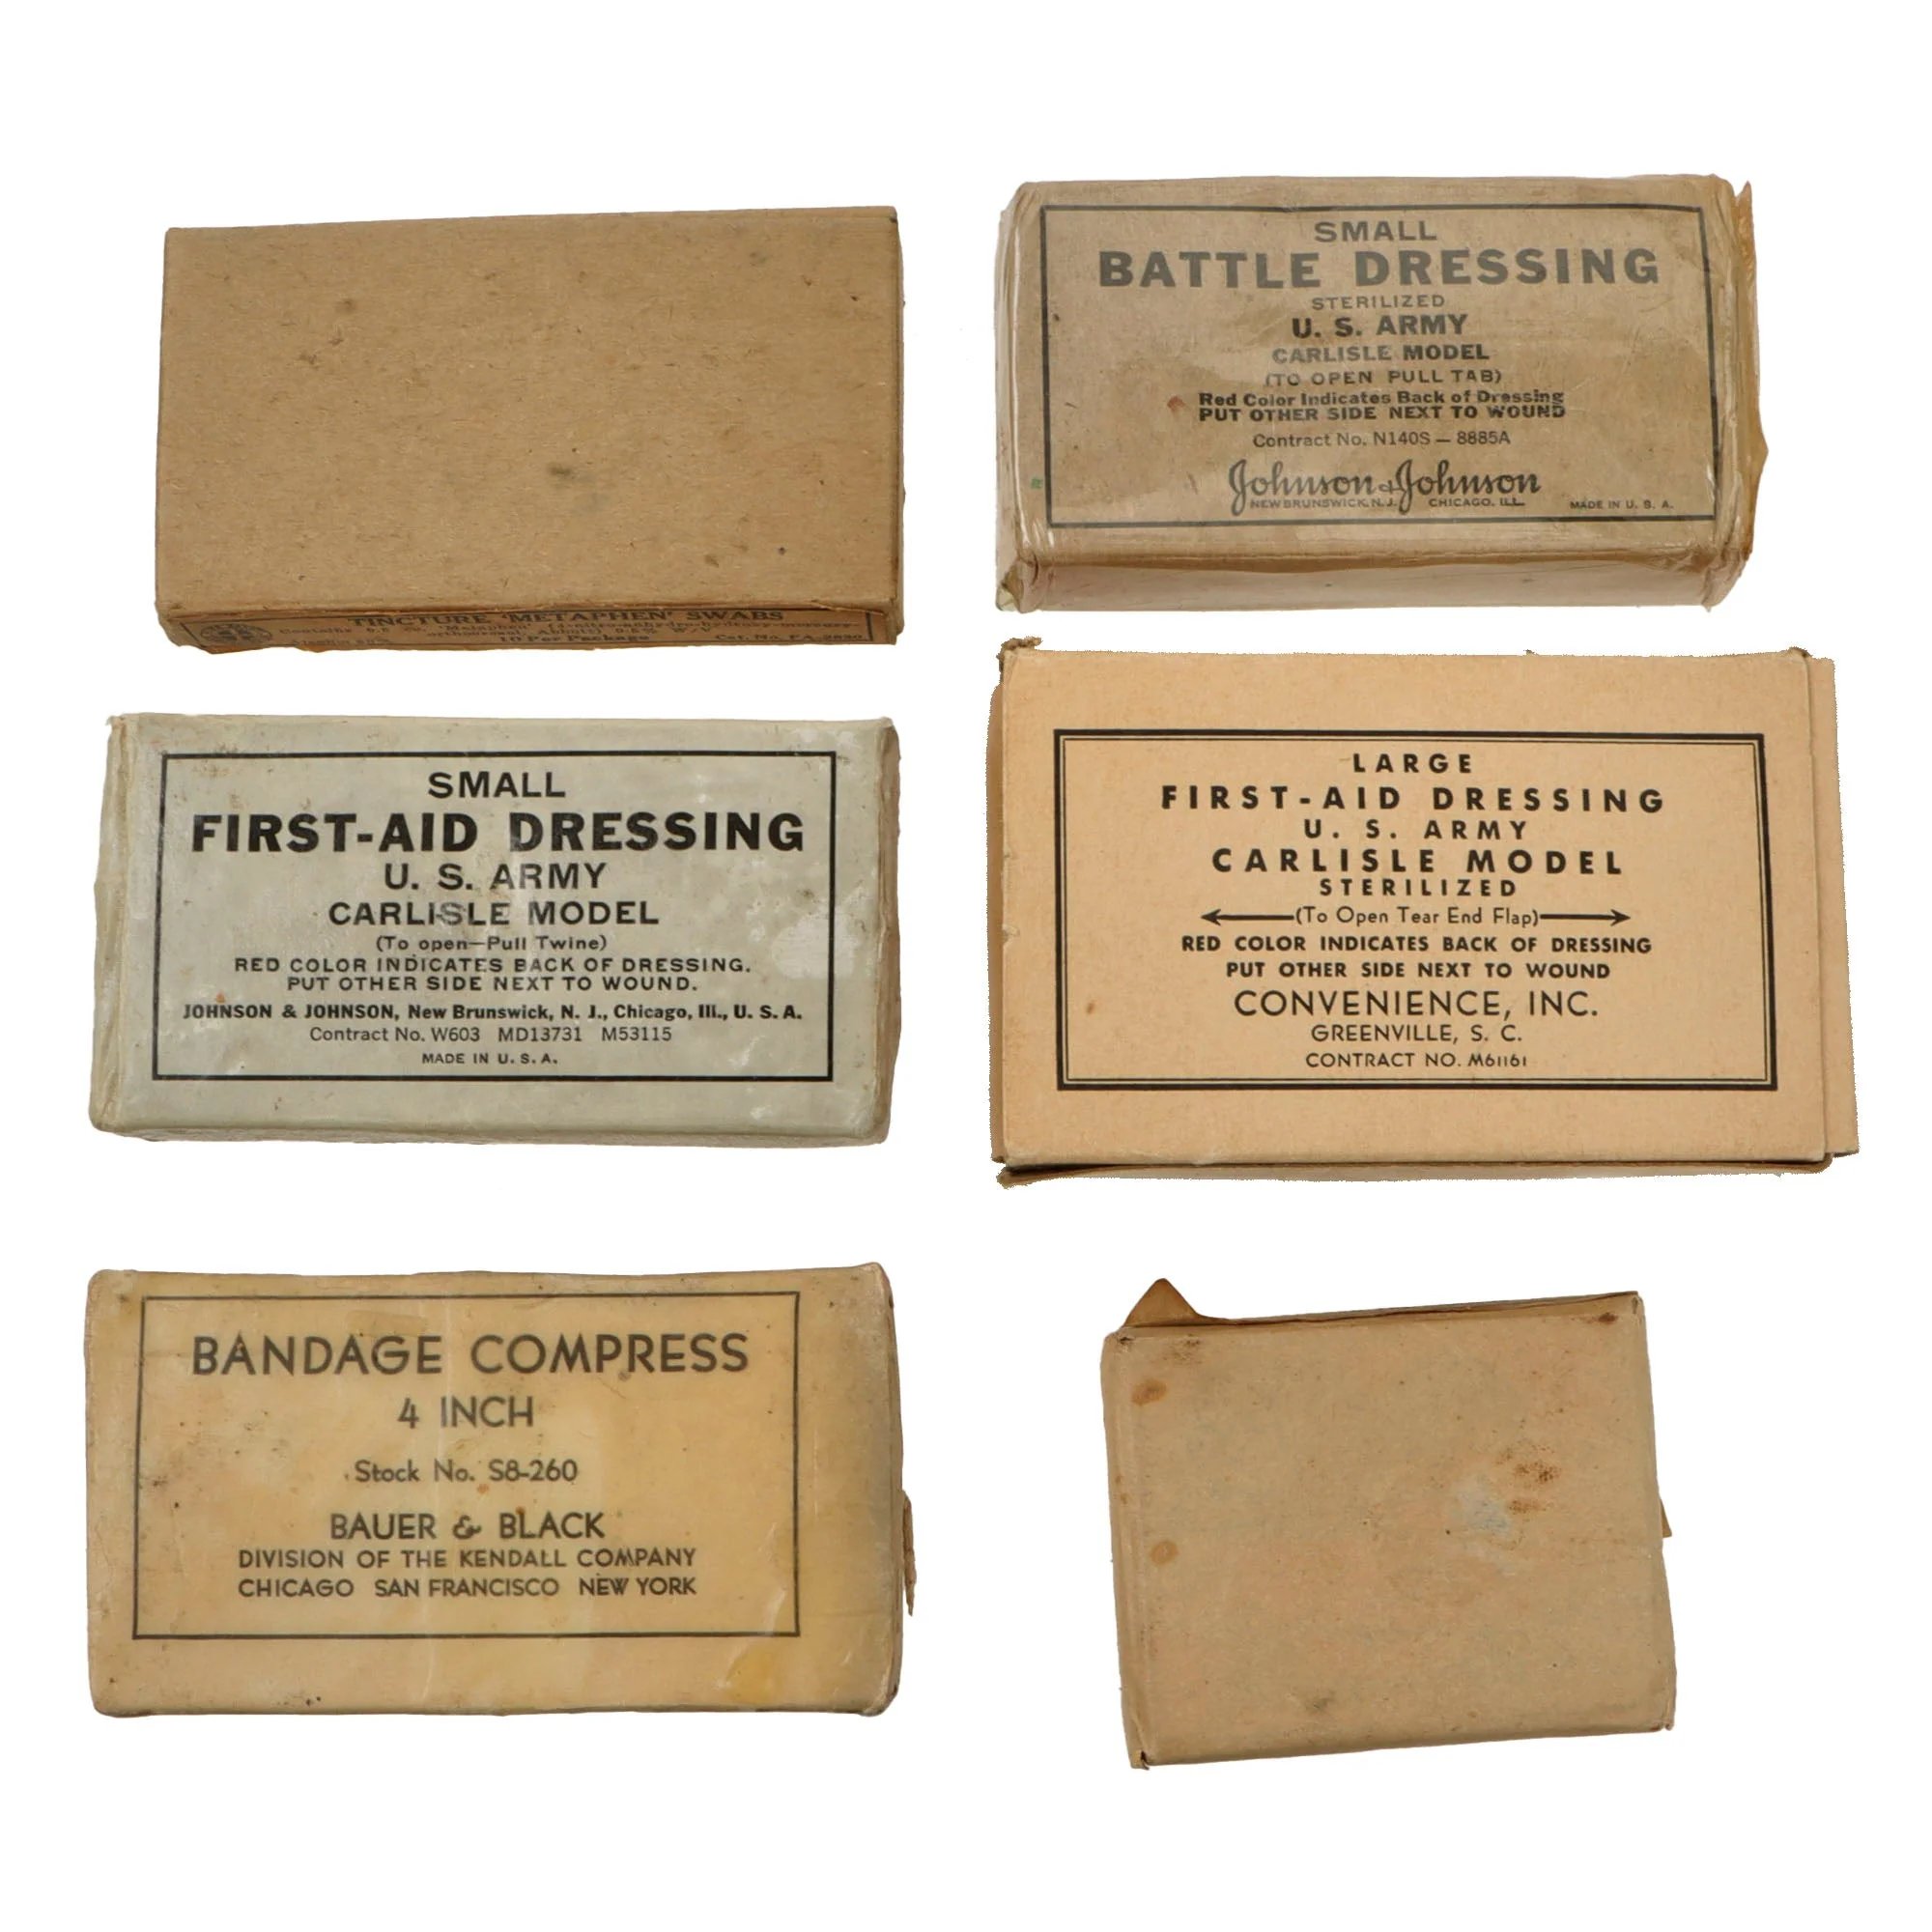 TINCTURE 'METAPHEN' SWABS
10 Per Package Cat. No.
SMALL
BATTLE DRESSING
STERILIZED
U. S. ARMY
CARLISLE MODEL
(TO OPEN PULL TAB)
Red Color Indicates Back of Dressing
PUT OTHER SIDE NEXT TO WOUND
Contract No. N140S — 8885A
Johnson & Johnson
NEW BRUNSWICK, N. J. CHICAGO, ILL. MADE IN U. S. A.
SMALL
FIRST-AID DRESSING
U. S. ARMY
CARLISLE MODEL
(To open—Pull Twine)
RED COLOR INDICATES BACK OF DRESSING.
PUT OTHER SIDE NEXT TO WOUND.
JOHNSON & JOHNSON, New Brunswick, N. J., Chicago, Ill., U. S. A.
Contract No. W603 MD13731 M53115
MADE IN U. S. A.
LARGE
FIRST-AID DRESSING
U. S. ARMY
CARLISLE MODEL
STERILIZED
(To Open Tear End Flap)
RED COLOR INDICATES BACK OF DRESSING
PUT OTHER SIDE NEXT TO WOUND
CONVENIENCE, INC.
GREENVILLE, S. C.
CONTRACT NO. M61161
BANDAGE COMPRESS
4 INCH
Stock No. S8-260
BAUER & BLACK
DIVISION OF THE KENDALL COMPANY
CHICAGO SAN FRANCISCO NEW YORK